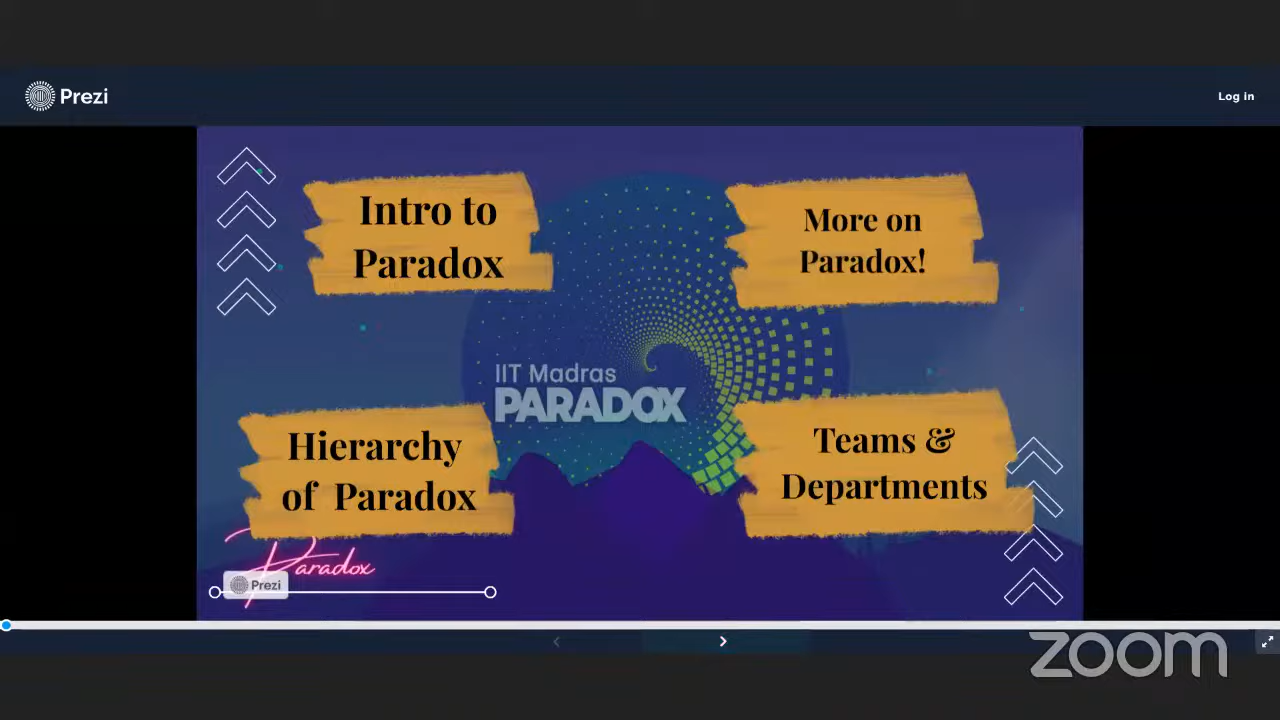 Prezi
Log in
Intro to
Paradox
More on
Paradox!
IIT Madras
PARADOX
Hierarchy
of Paradox
Teams &
Departments
Paradox
Prezi
zoom